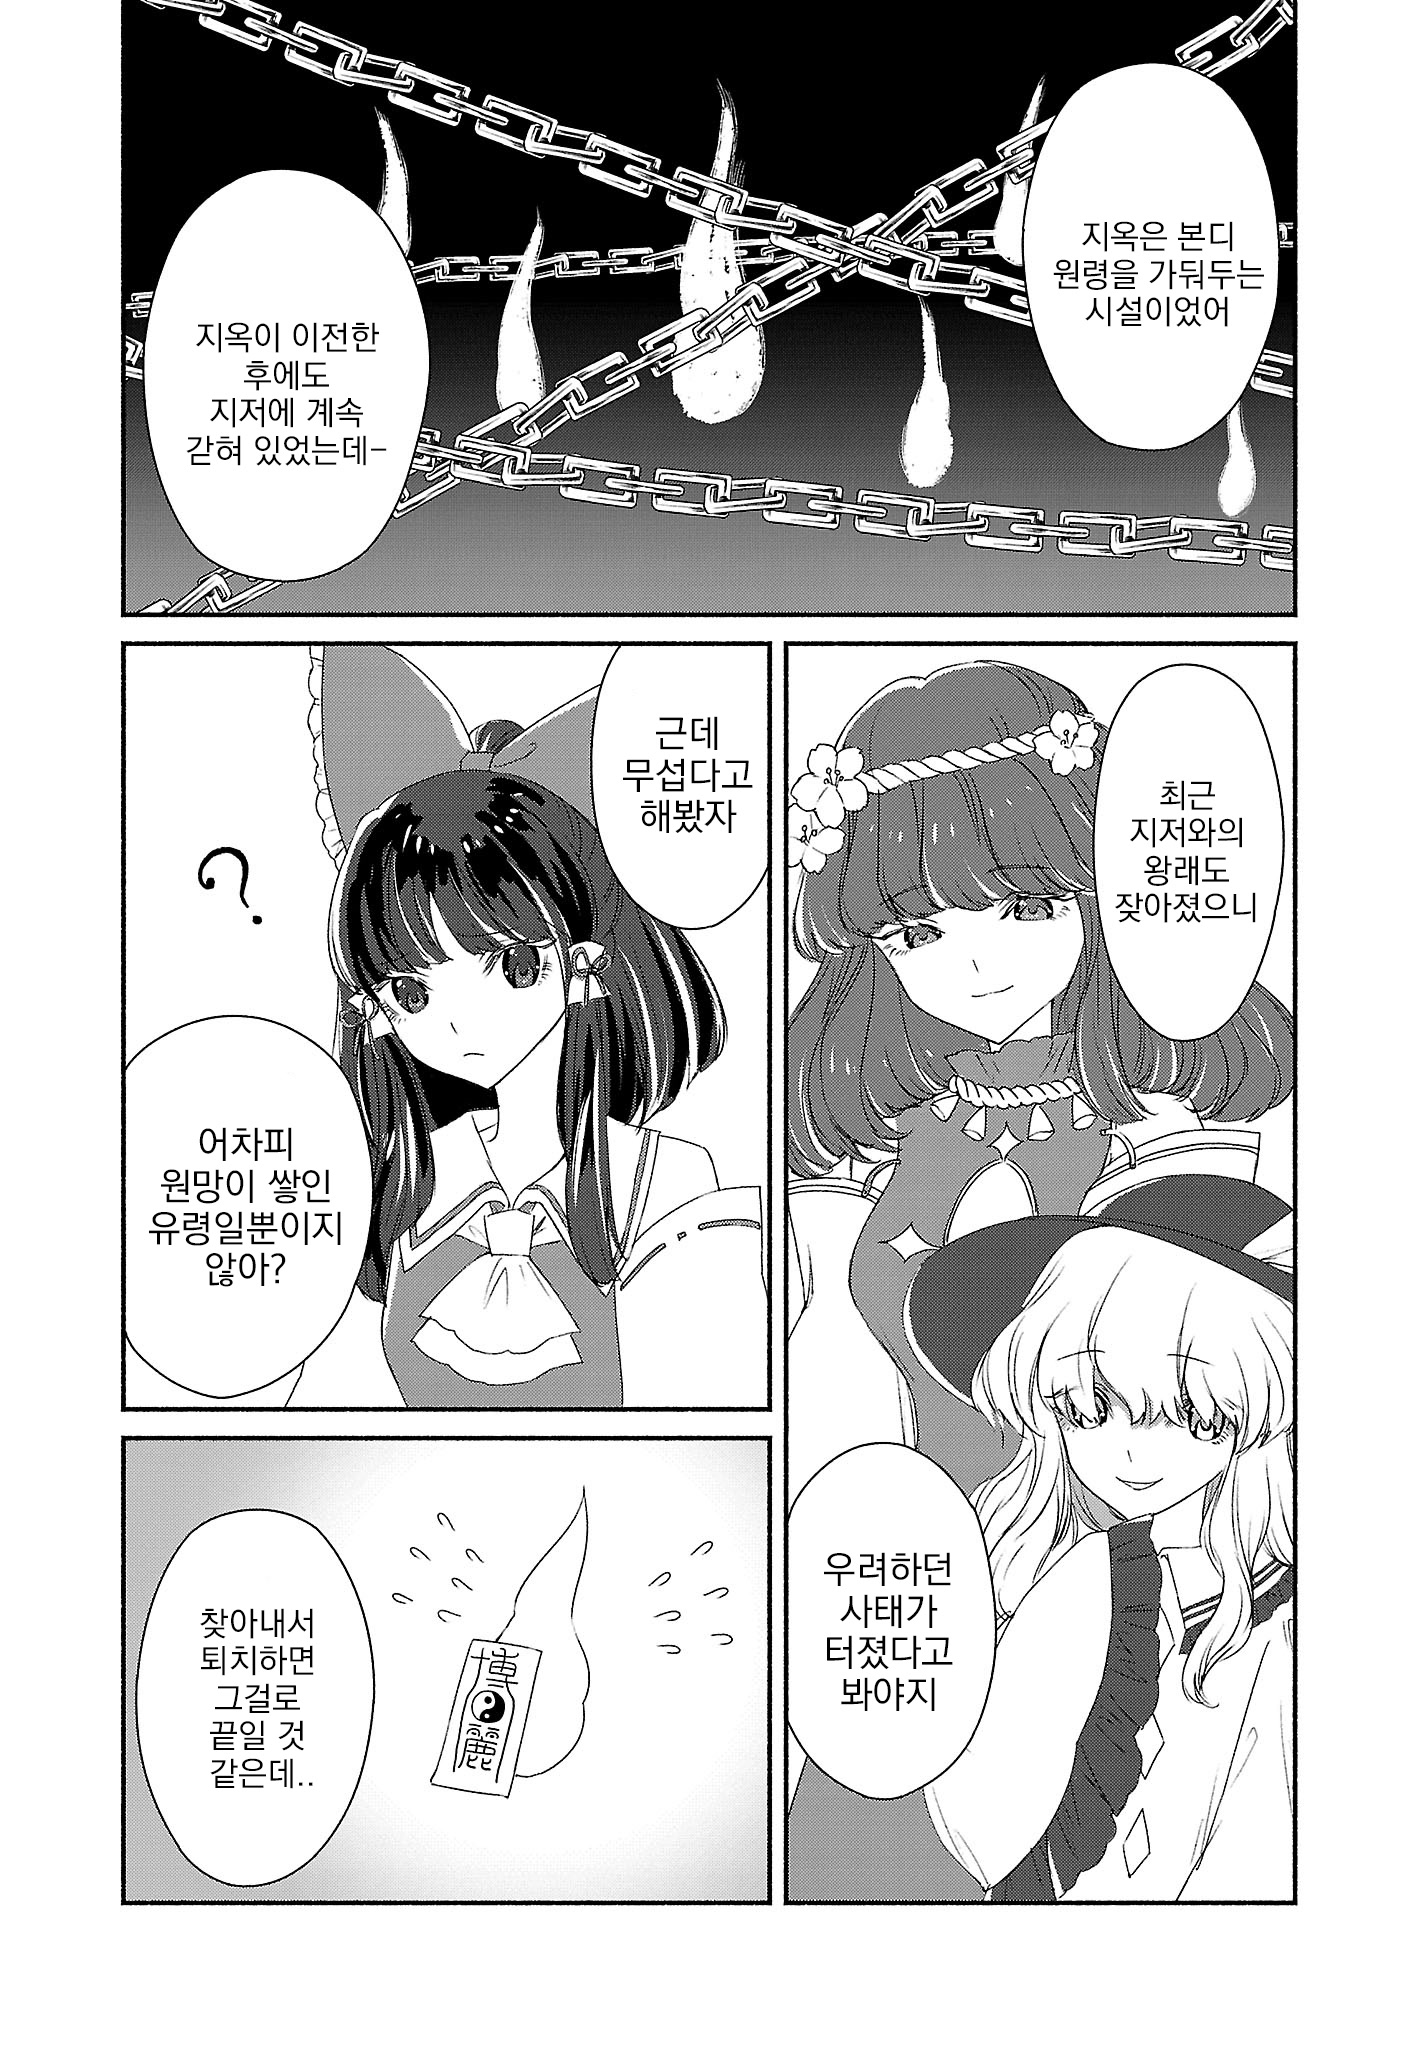 지옥은 본디
원령을 가둬두는
시설이었어
지옥이 이전한
후에도
지저에 계속
갇혀 있었는데-
최근
지저와의
왕래도
잦아졌으니
우려하던
사태가
터졌다고
봐야지
근데
무섭다고
해봤자
?
어차피
원망이 쌓인
유령일뿐이지
않아?
찾아내서
퇴치하면
그걸로
끝일 것
같은데..
博
麗